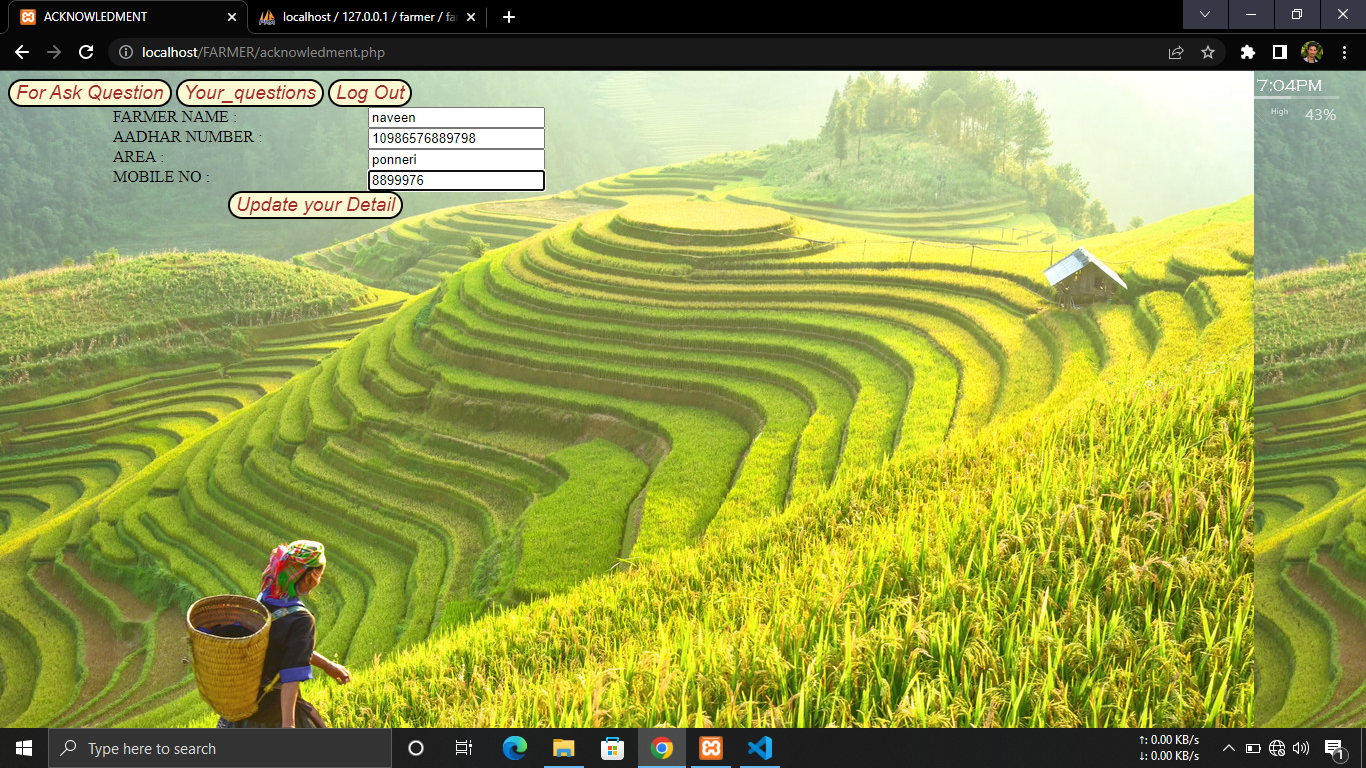 ACKNOWLEDMENT
localhost / 127.0.0.1 / farmer / fa
localhost/FARMER/acknowledment.php
For Ask Question Your_questions Log Out
7:04PM
High 43%
FARMER NAME : naveen
AADHAR NUMBER : 10986576889798
AREA : ponneri
MOBILE NO : 8899976
Update your Detail
Type here to search
↑: 0.00 KB/s
↓: 0.00 KB/s
1